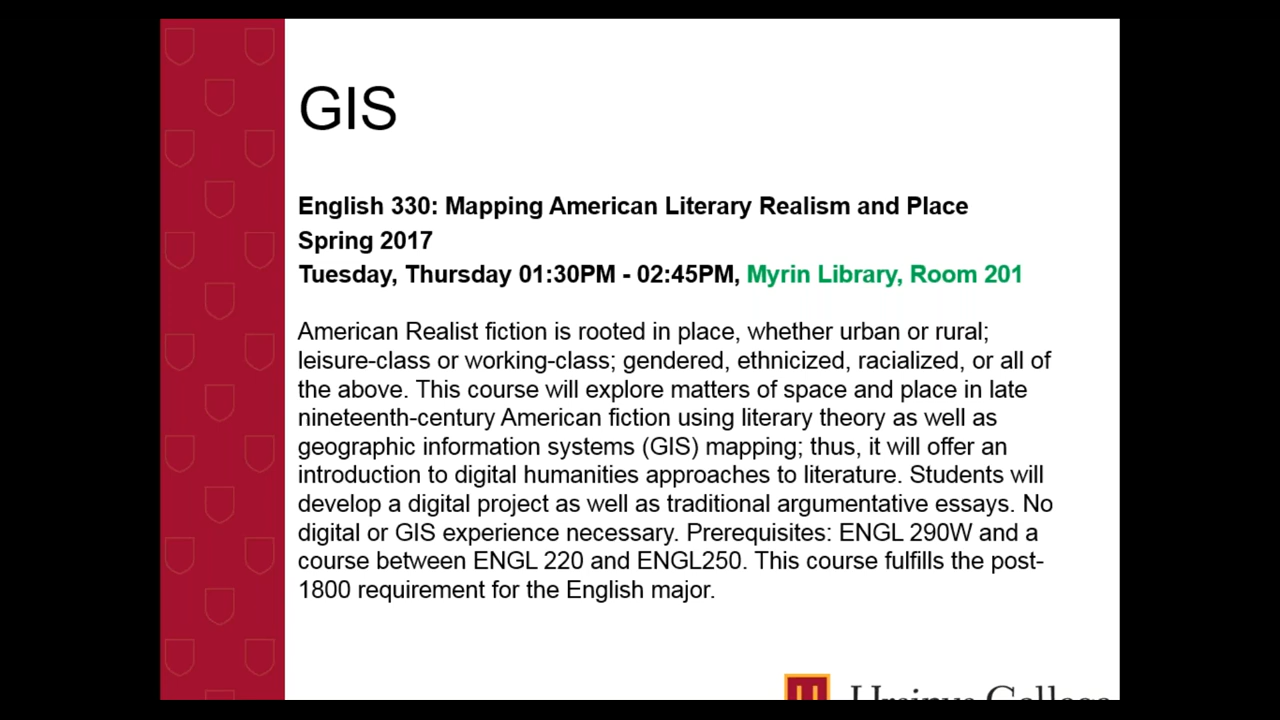 GIS
English 330: Mapping American Literary Realism and Place
Spring 2017
Tuesday, Thursday 01:30PM - 02:45PM, Myrin Library, Room 201
American Realist fiction is rooted in place, whether urban or rural;
leisure-class or working-class; gendered, ethnicized, racialized, or all of
the above. This course will explore matters of space and place in late
nineteenth-century American fiction using literary theory as well as
geographic information systems (GIS) mapping; thus, it will offer an
introduction to digital humanities approaches to literature. Students will
develop a digital project as well as traditional argumentative essays. No
digital or GIS experience necessary. Prerequisites: ENGL 290W and a
course between ENGL 220 and ENGL250. This course fulfills the post-
1800 requirement for the English major.
Ursinus College